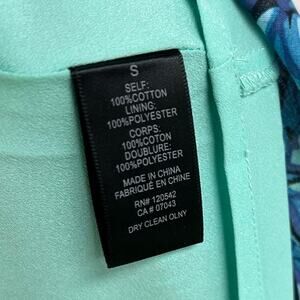 S
SELF:
100%COTTON
LINING:
100%POLYESTER
CORPS:
100%COTON
DOUBLURE:
100%POLYESTER
MADE IN CHINA
FABRIQUÉ EN CHINE
RN# 120542
CA # 07043
DRY CLEAN OLNY